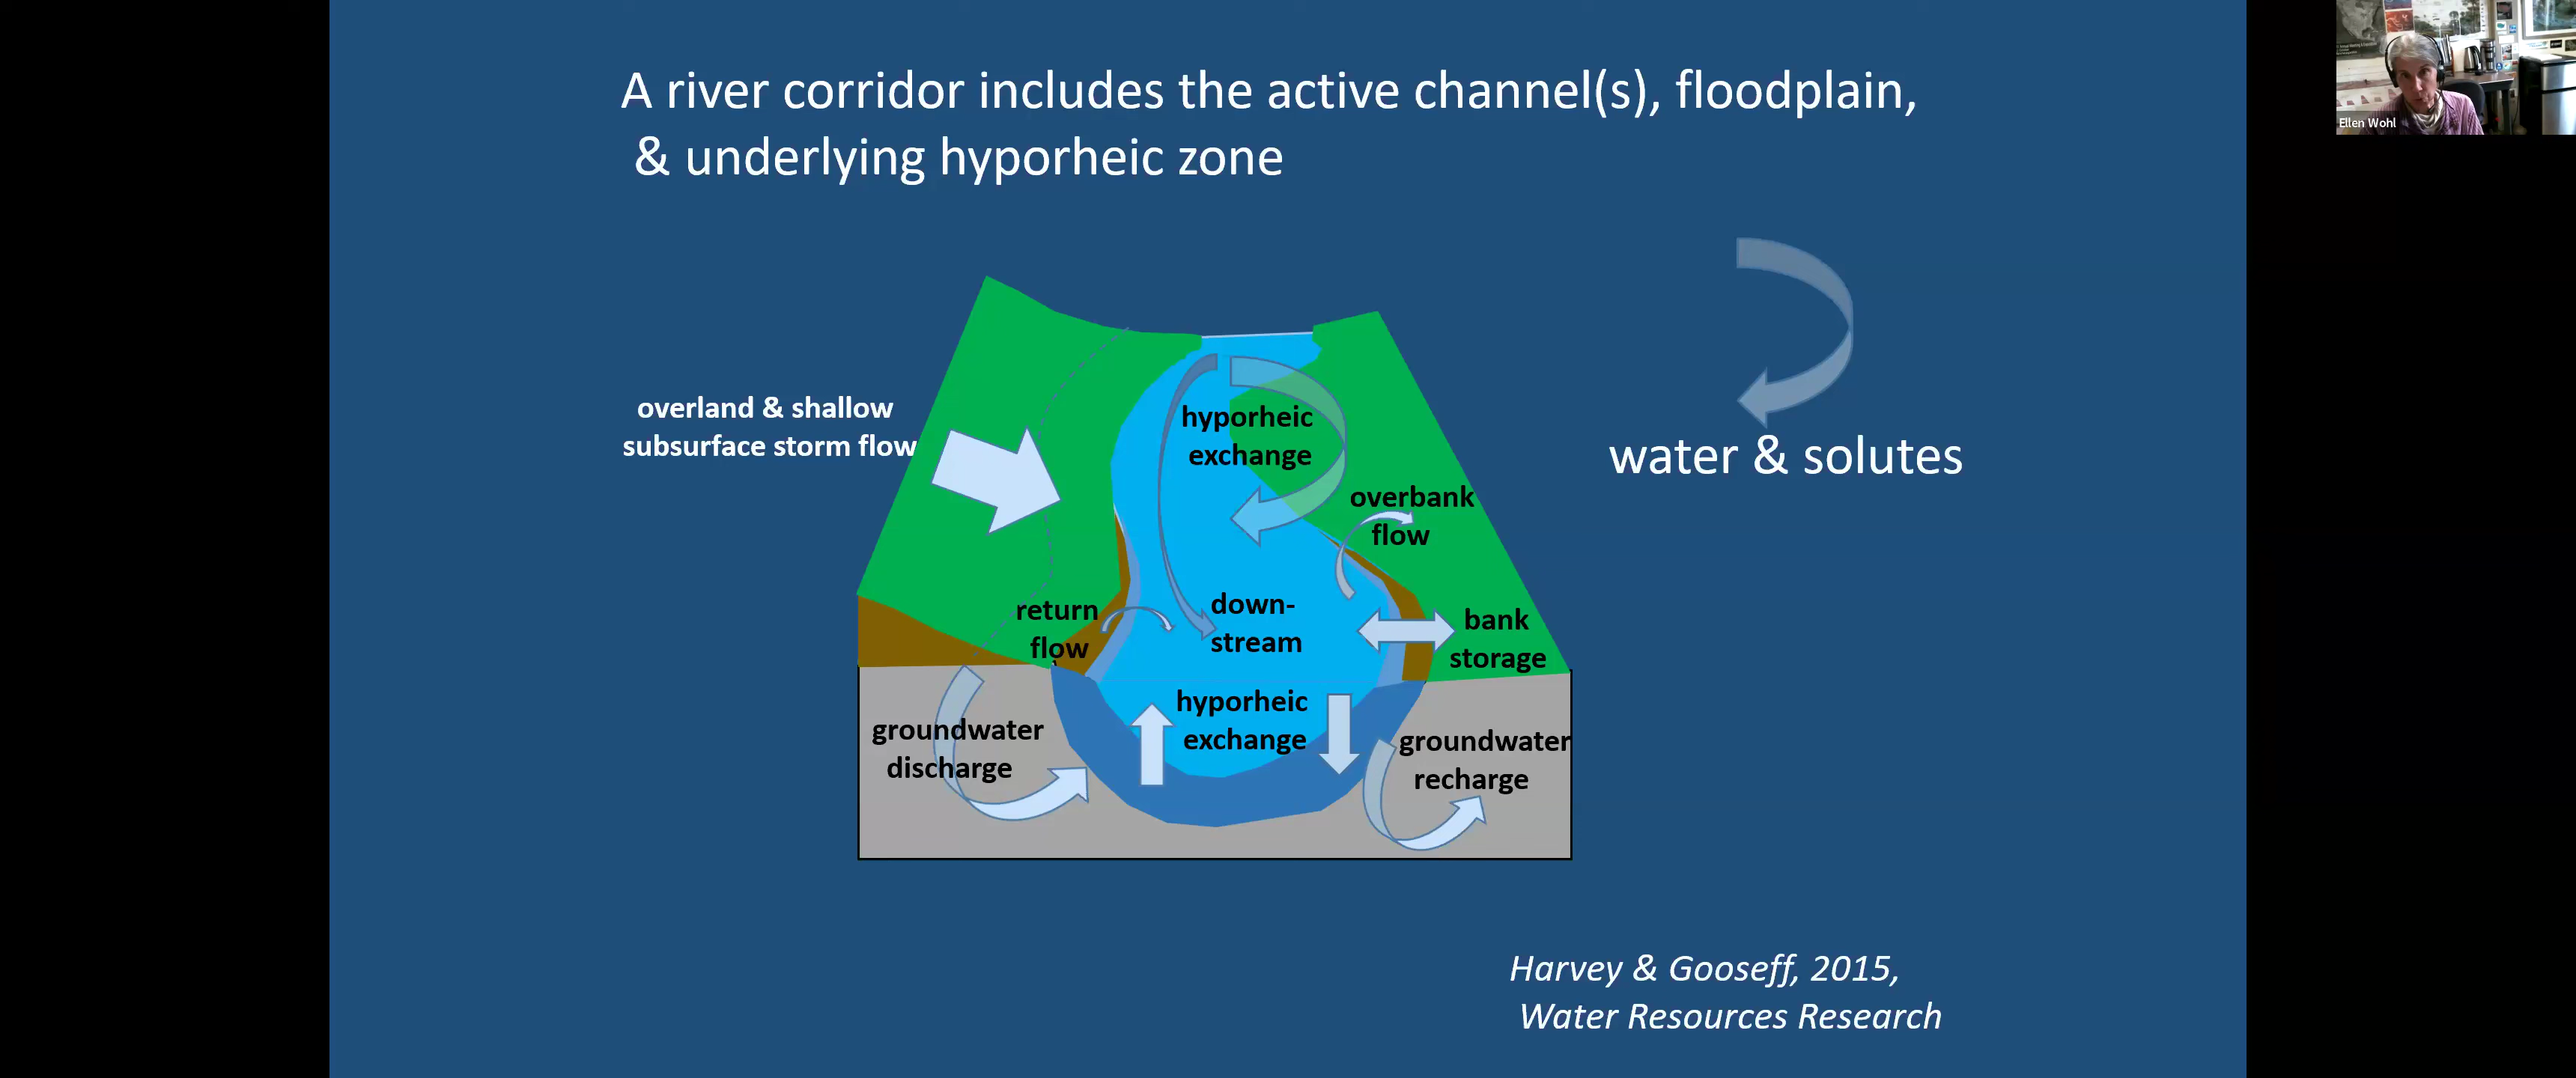 A river corridor includes the active channel(s), floodplain,
& underlying hyporheic zone
Ellen Wohl
overland & shallow
subsurface storm flow
hyporheic
exchange
water & solutes
overbank
flow
return
flow
down-
stream
bank
storage
hyporheic
exchange
groundwater
discharge
groundwater
recharge
Harvey & Gooseff, 2015,
Water Resources Research